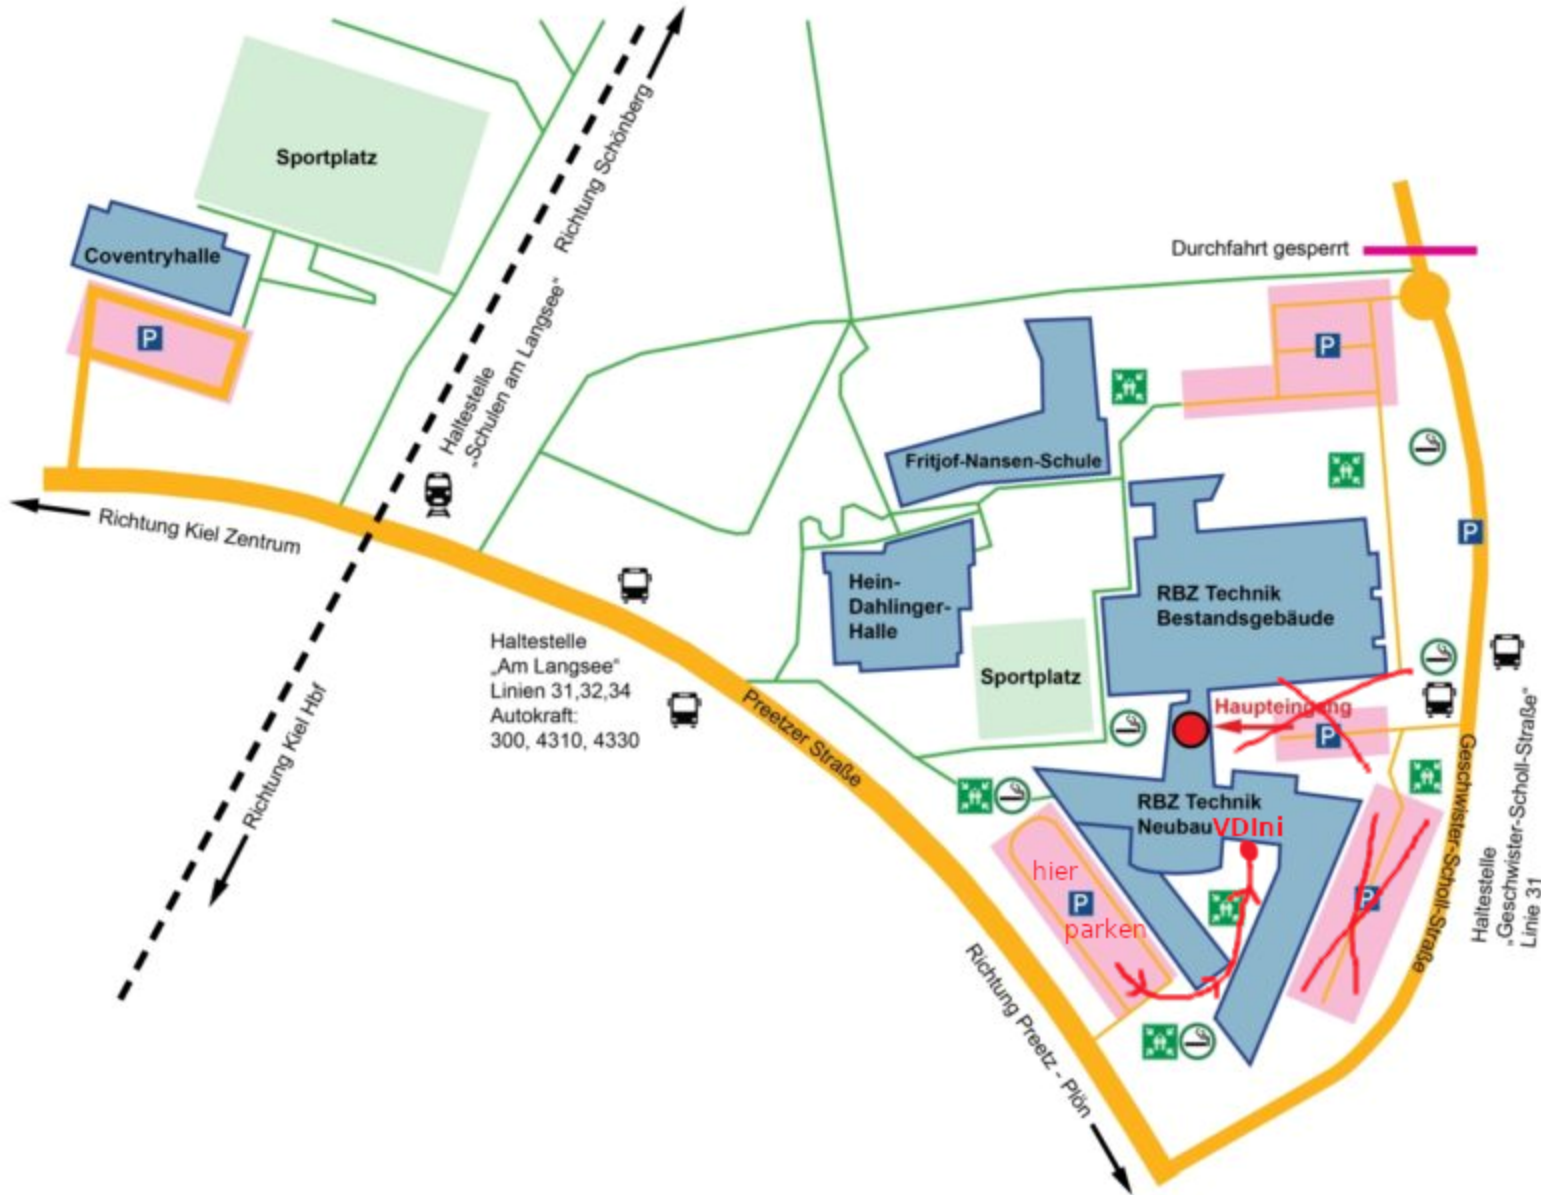 Richtung Schönberg
Sportplatz
Coventryhalle
P
Durchfahrt gesperrt
P
Haltestelle
„Schulen am Langsee“
Fritjof-Nansen-Schule
Richtung Kiel Zentrum
P
Hein-
Dahlinger-
Halle
RBZ Technik
Bestandsgebäude
Haltestelle
„Am Langsee“
Linien 31,32,34
Autokraft:
300, 4310, 4330
Sportplatz
Richtung Kiel Hbf
Preetzer Straße
Haupteingang
P
RBZ Technik
Neubau
VDIni
Geschwister-Scholl-Straße
Haltestelle
„Geschwister-Scholl-Straße“
Linie 31
hier
P
parken
P
Richtung Preetz - Plön